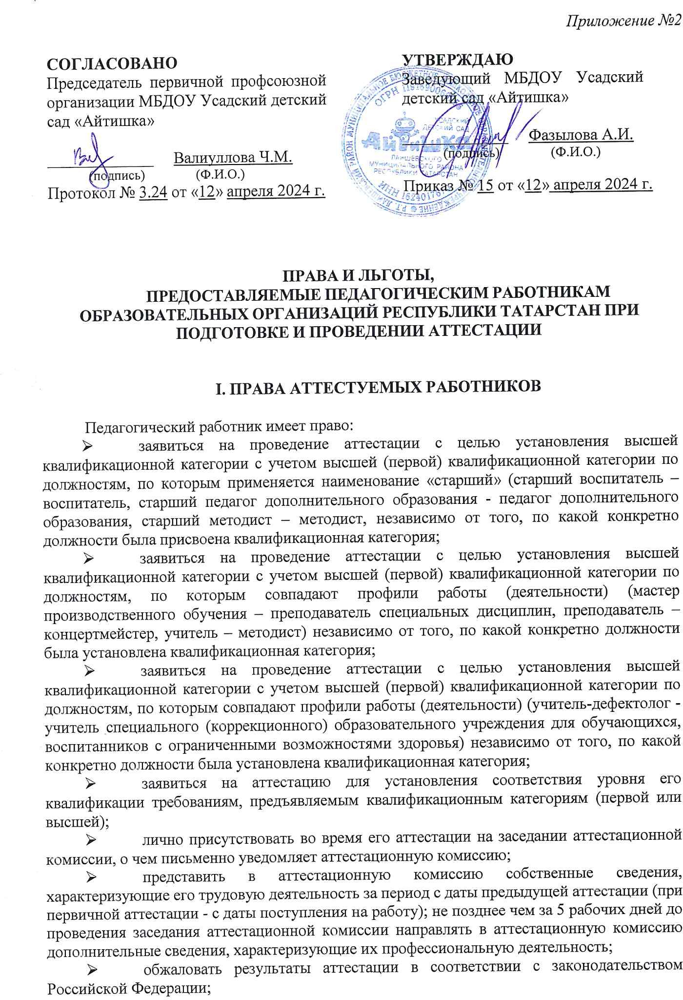 Приложение №2
СОГЛАСОВАНО
Председатель первичной профсоюзной
организации МБДОУ Усадский детский
сад «Айтишка»
Валиуллова Ч.М.
(подпись) (Ф.И.О.)
Протокол № 3.24 от «12» апреля 2024 г.
УТВЕРЖДАЮ
Заведующий МБДОУ Усадский
детский сад «Айтишка»
Фазылова А.И.
(подпись) (Ф.И.О.)
Приказ № 15 от «12» апреля 2024 г.
УСАДСКИЙ
ДЕТСКИЙ САД
АйТиШКА
ЛАИШЕВСКОГО
МУНИЦИПАЛЬНОГО РАЙОНА
РЕСПУБЛИКИ ТАТАРСТАН
ПРАВА И ЛЬГОТЫ,
ПРЕДОСТАВЛЯЕМЫЕ ПЕДАГОГИЧЕСКИМ РАБОТНИКАМ
ОБРАЗОВАТЕЛЬНЫХ ОРГАНИЗАЦИЙ РЕСПУБЛИКИ ТАТАРСТАН ПРИ
ПОДГОТОВКЕ И ПРОВЕДЕНИИ АТТЕСТАЦИИ
I. ПРАВА АТТЕСТУЕМЫХ РАБОТНИКОВ
Педагогический работник имеет право:
➢ заявиться на проведение аттестации с целью установления высшей
квалификационной категории с учетом высшей (первой) квалификационной категории по
должностям, по которым применяется наименование «старший» (старший воспитатель –
воспитатель, старший педагог дополнительного образования - педагог дополнительного
образования, старший методист – методист, независимо от того, по какой конкретно
должности была присвоена квалификационная категория;
➢ заявиться на проведение аттестации с целью установления высшей
квалификационной категории с учетом высшей (первой) квалификационной категории по
должностям, по которым совпадают профили работы (деятельности) (мастер
производственного обучения – преподаватель специальных дисциплин, преподаватель –
концертмейстер, учитель – методист) независимо от того, по какой конкретно должности
была установлена квалификационная категория;
➢ заявиться на проведение аттестации с целью установления высшей
квалификационной категории с учетом высшей (первой) квалификационной категории по
должностям, по которым совпадают профили работы (деятельности) (учитель-дефектолог -
учитель специального (коррекционного) образовательного учреждения для обучающихся,
воспитанников с ограниченными возможностями здоровья) независимо от того, по какой
конкретно должности была установлена квалификационная категория;
➢ заявиться на аттестацию для установления соответствия уровня его
квалификации требованиям, предъявляемым квалификационным категориям (первой или
высшей);
➢ лично присутствовать во время его аттестации на заседании аттестационной
комиссии, о чем письменно уведомляет аттестационную комиссию;
➢ представить в аттестационную комиссию собственные сведения,
характеризующие его трудовую деятельность за период с даты предыдущей аттестации (при
первичной аттестации - с даты поступления на работу); не позднее чем за 5 рабочих дней до
проведения заседания аттестационной комиссии направлять в аттестационную комиссию
дополнительные сведения, характеризующие их профессиональную деятельность;
➢ обжаловать результаты аттестации в соответствии с законодательством
Российской Федерации;